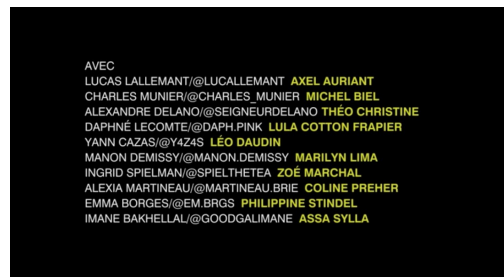 AVEC
LUCAS LALLEMANT/@LUCALLEMANT AXEL AURIANT
CHARLES MUNIER/@CHARLES_MUNIER MICHEL BIEL
ALEXANDRE DELANO/@SEIGNEURDELANO THÉO CHRISTINE
DAPHNÉ LECOMTE/@DAPH.PINK LULA COTTON FRAPIER
YANN CAZAS/@Y4Z4S LÉO DAUDIN
MANON DEMISSY/@MANON.DEMISSY MARILYN LIMA
INGRID SPIELMAN/@SPIELTHETEA ZOÉ MARCHAL
ALEXIA MARTINEAU/@MARTINEAU.BRIE COLINE PREHER
EMMA BORGES/@EM.BRGS PHILIPPINE STINDEL
IMANE BAKHELLAL/@GOODGALIMANE ASSA SYLLA